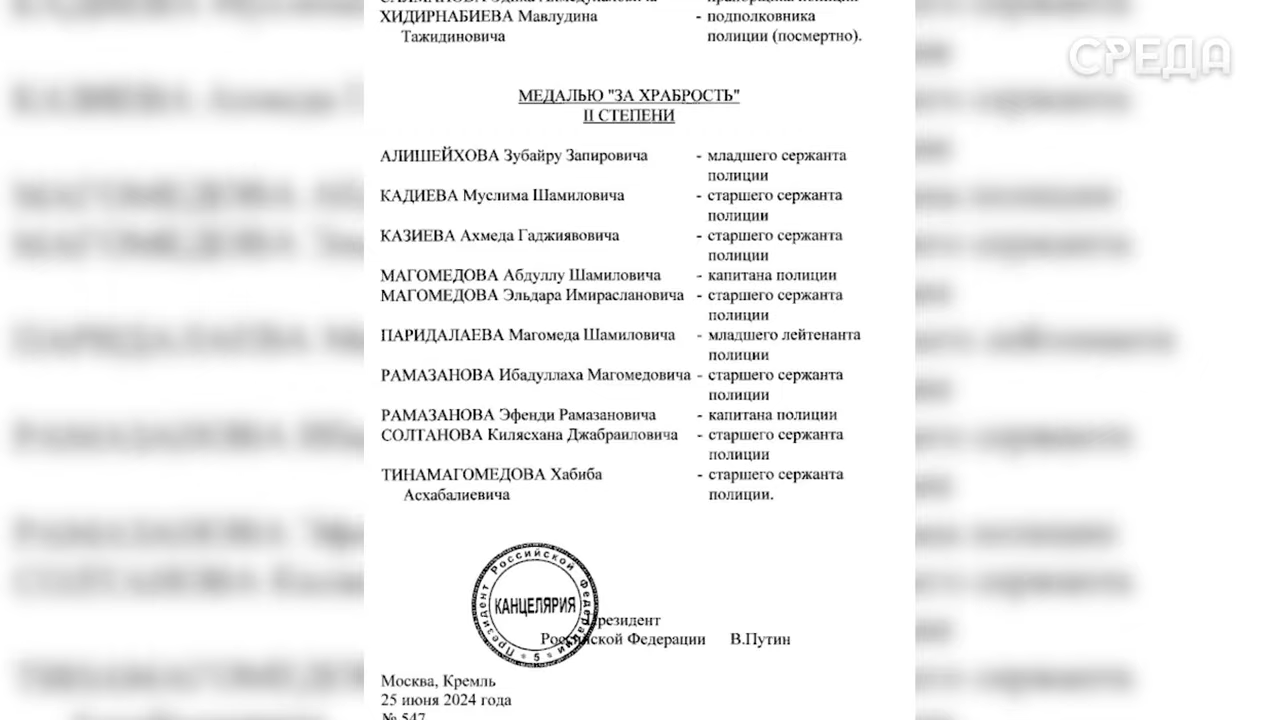 ХИДИРНАБИЕВА Мавлудина - подполковника
Тажидиновича полиции (посмертно).
СРЕДА
МЕДАЛЬЮ "ЗА ХРАБРОСТЬ"
II СТЕПЕНИ
АЛИШЕЙХОВА Зубайру Запировича - младшего сержанта
полиции
КАДИЕВА Муслима Шамиловича - старшего сержанта
полиции
КАЗИЕВА Ахмеда Гаджиявовича - старшего сержанта
полиции
МАГОМЕДОВА Абдуллу Шамиловича - капитана полиции
МАГОМЕДОВА Эльдара Имираслановича - старшего сержанта
полиции
ПАРИДАЛАЕВА Магомеда Шамиловича - младшего лейтенанта
полиции
РАМАЗАНОВА Ибадуллаха Магомедовича - старшего сержанта
полиции
РАМАЗАНОВА Эфенди Рамазановича - капитана полиции
СОЛТАНОВА Килясхана Джабраиловича - старшего сержанта
полиции
ТИНАМАГОМЕДОВА Хабиба - старшего сержанта
Асхабалиевича полиции.
Президент Российской Федерации
КАНЦЕЛЯРИЯ
5
Президент
Российской Федерации В.Путин
Москва, Кремль
25 июня 2024 года
№ 547